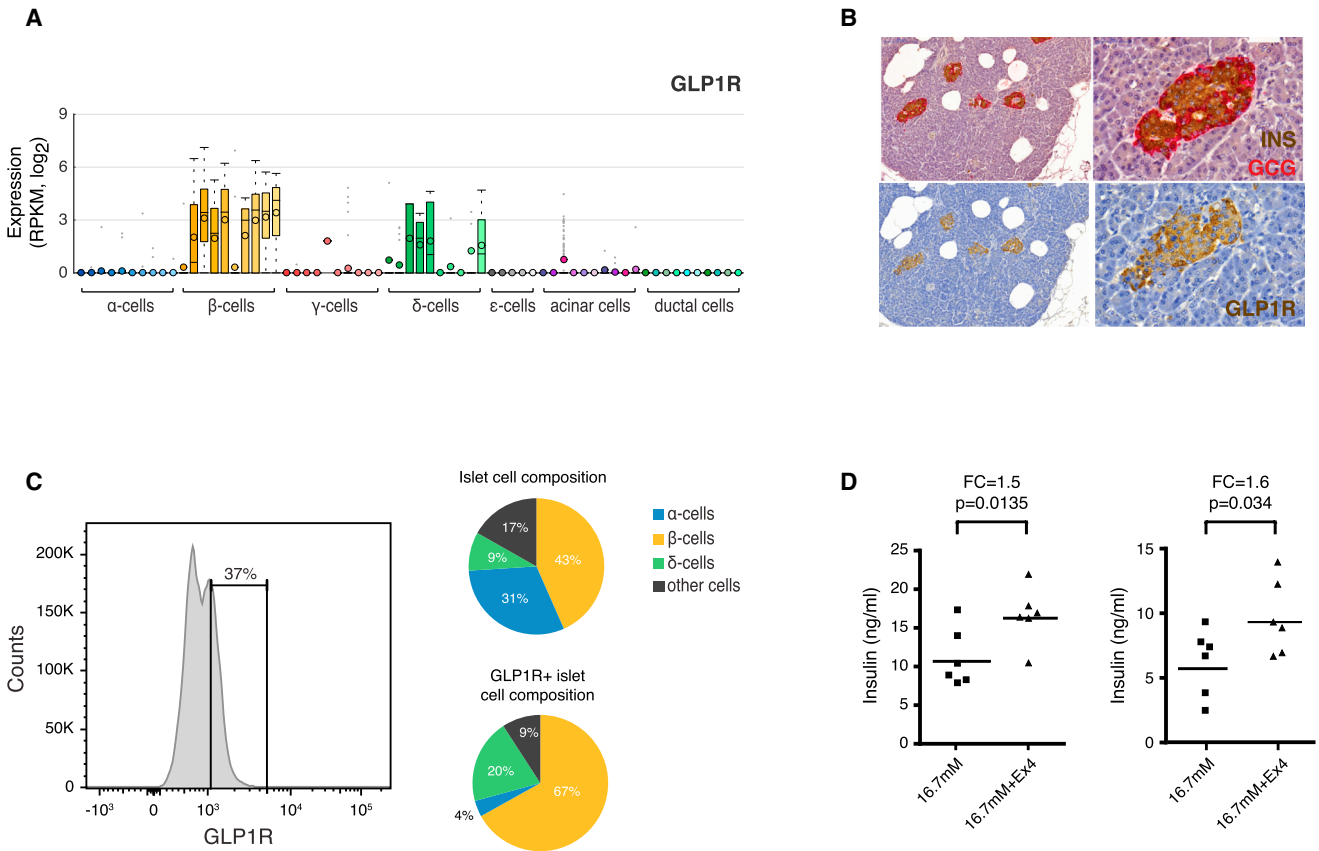 A
GLP1R
Expression
(RPKM, log2)
9
6
3
0
α-cells
β-cells
γ-cells
δ-cells
ε-cells
acinar cells
ductal cells
B
INS
GCG
GLP1R
C
Counts
200K
150K
100K
50K
0
37%
-10³
0
10³
10⁴
10⁵
GLP1R
Islet cell composition
17%
43%
9%
31%
α-cells
β-cells
δ-cells
other cells
GLP1R+ islet
cell composition
9%
20%
67%
4%
D
FC=1.5
p=0.0135
Insulin (ng/ml)
25
20
15
10
5
0
16.7mM
16.7mM+Ex4
FC=1.6
p=0.034
Insulin (ng/ml)
15
10
5
0
16.7mM
16.7mM+Ex4